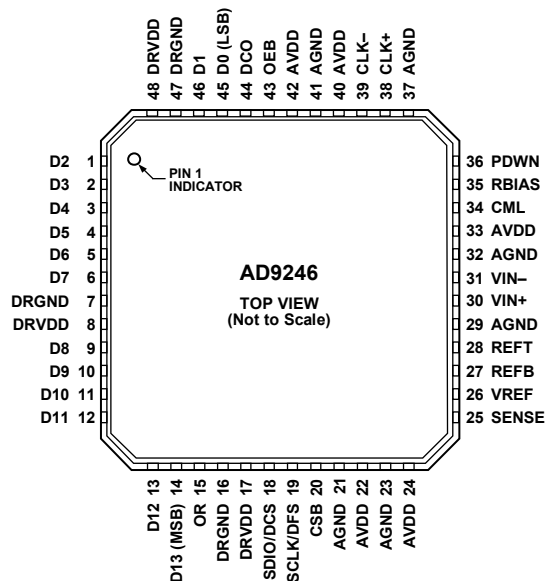 48 DRVDD
47 DRGND
46 D1
45 D0 (LSB)
44 DCO
43 OEB
42 AVDD
41 AGND
40 AVDD
39 CLK–
38 CLK+
37 AGND
D2 1
D3 2
D4 3
D5 4
D6 5
D7 6
DRGND 7
DRVDD 8
D8 9
D9 10
D10 11
D11 12
PIN 1
INDICATOR
AD9246
TOP VIEW
(Not to Scale)
36 PDWN
35 RBIAS
34 CML
33 AVDD
32 AGND
31 VIN–
30 VIN+
29 AGND
28 REFT
27 REFB
26 VREF
25 SENSE
D12 13
D13 (MSB) 14
OR 15
DRGND 16
DRVDD 17
SDIO/DCS 18
SCLK/DFS 19
CSB 20
AGND 21
AVDD 22
AGND 23
AVDD 24